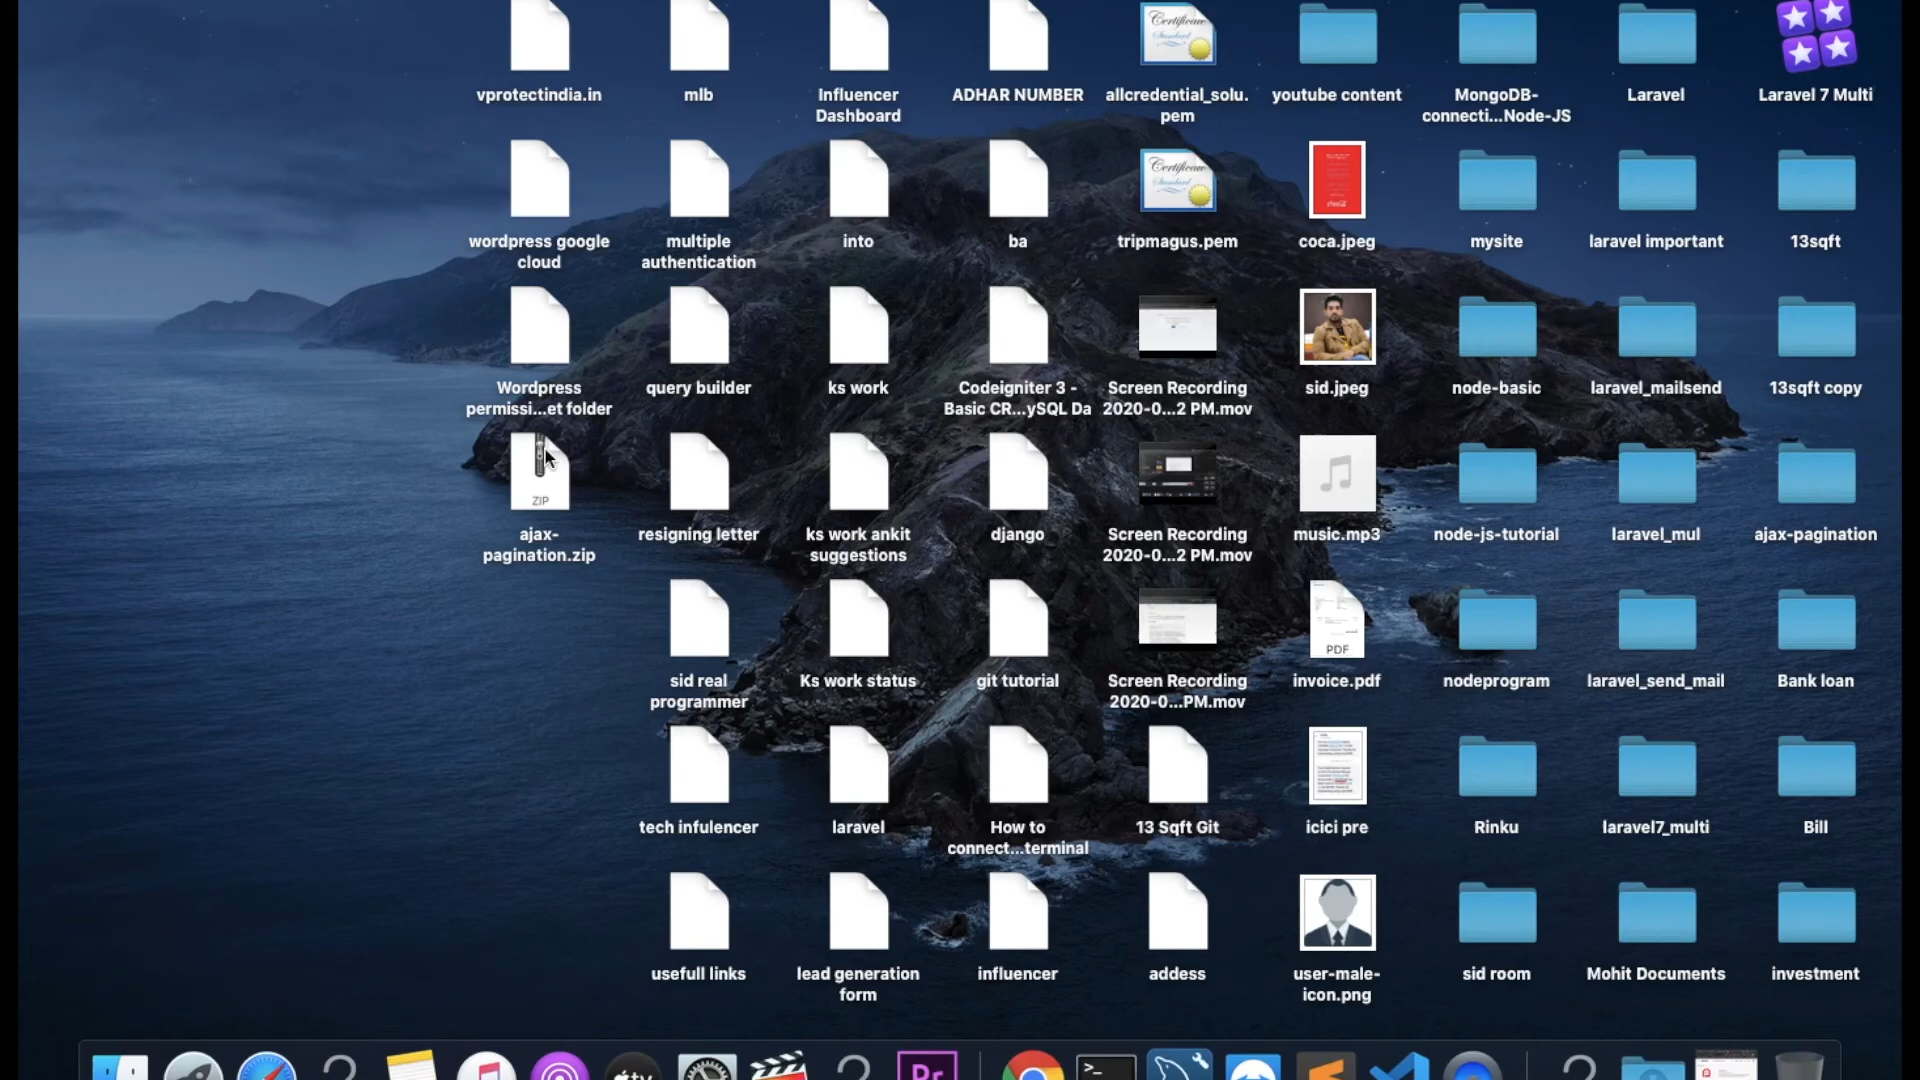 vprotectindia.in
mlb
Influencer
Dashboard
ADHAR NUMBER
allcredential_solu.
pem
youtube content
MongoDB-
connecti...Node-JS
Laravel
Laravel 7 Multi
wordpress google
cloud
multiple
authentication
into
ba
tripmagus.pem
coca.jpeg
mysite
laravel important
13sqft
Wordpress
permissi...et folder
query builder
ks work
Codeigniter 3 -
Basic CR...ySQL Da
Screen Recording
2020-0...2 PM.mov
sid.jpeg
node-basic
laravel_mailsend
13sqft copy
ZIP
ajax-
pagination.zip
resigning letter
ks work ankit
suggestions
django
Screen Recording
2020-0...2 PM.mov
music.mp3
node-js-tutorial
laravel_mul
ajax-pagination
sid real
programmer
Ks work status
git tutorial
Screen Recording
2020-0...PM.mov
PDF
invoice.pdf
nodeprogram
laravel_send_mail
Bank loan
tech infulencer
laravel
How to
connect...terminal
13 Sqft Git
icici pre
Rinku
laravel7_multi
Bill
usefull links
lead generation
form
influencer
addess
user-male-
icon.png
sid room
Mohit Documents
investment
tv
Pr
>_